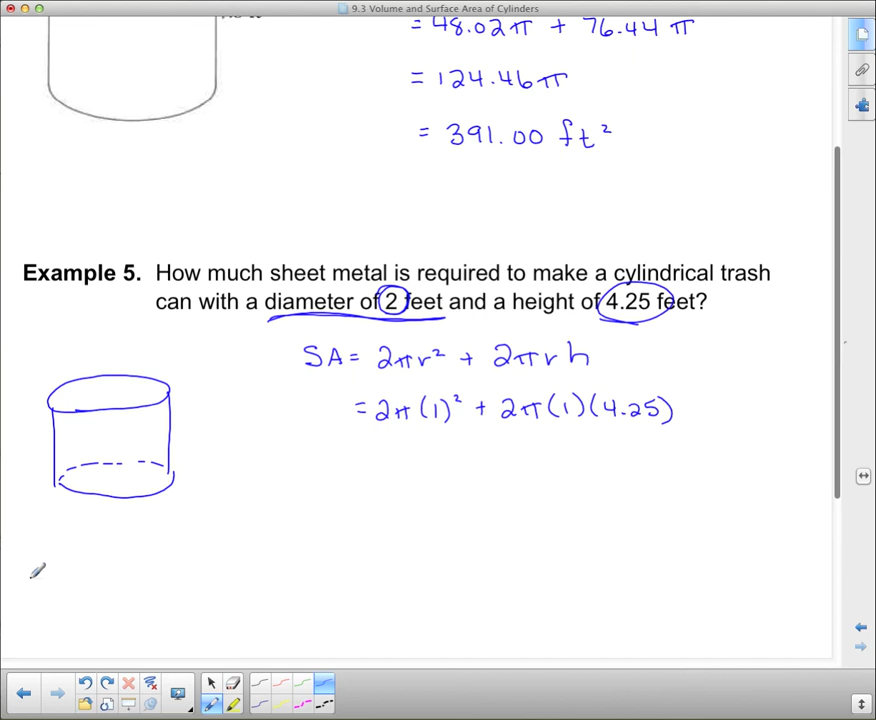 9.3 Volume and Surface Area of Cylinders
= 48.02π + 76.44π
= 124.46π
= 391.00 ft²
Example 5. How much sheet metal is required to make a cylindrical trash
can with a diameter of 2 feet and a height of 4.25 feet?
SA = 2πr² + 2πrh
= 2π(1)² + 2π(1)(4.25)